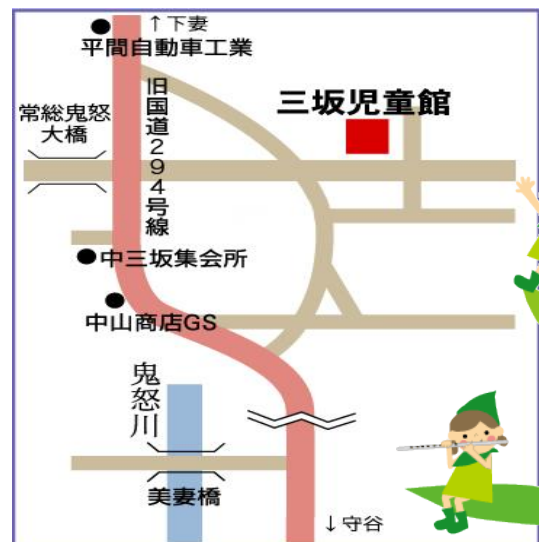 ↑下妻
平間自動車工業
三坂児童館
常総鬼怒
大橋
旧国道294号線
中三坂集会所
中山商店GS
鬼怒川
美妻橋
↓守谷